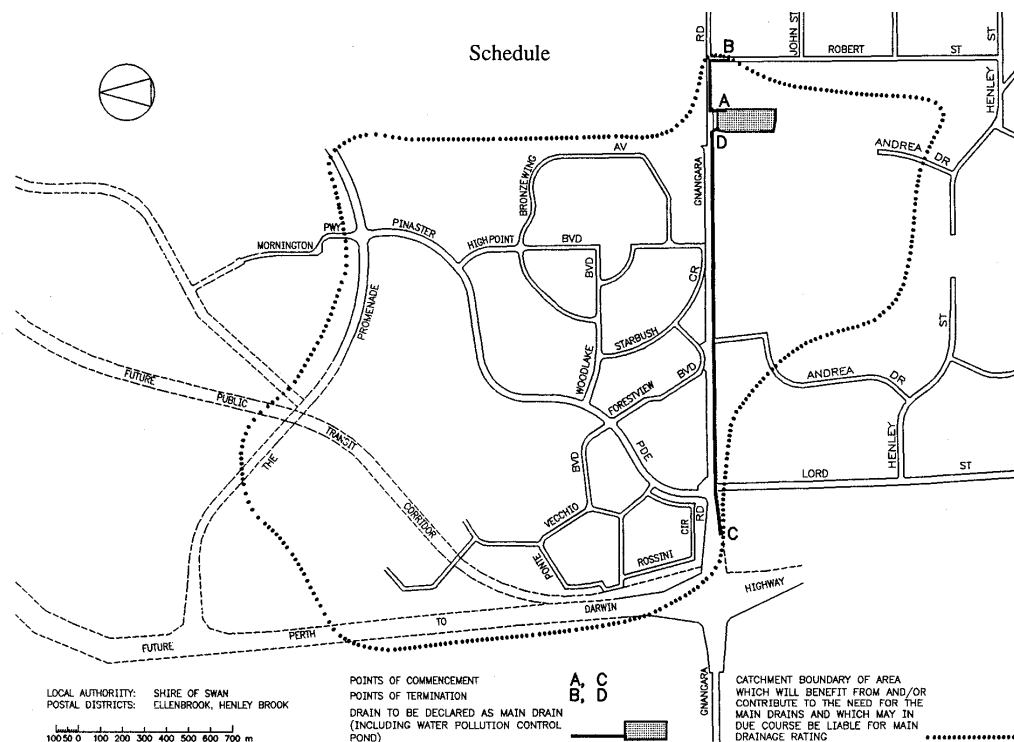 Schedule
RD
B
JOHN ST
ROBERT ST
ST
HENLEY
A
D
GNANGARA
ANDREA DR
AV
BRONZEWING
MORNINGTON PWY
PINASTER
HIGHPOINT BVD
BVD
CR
PROMENADE
STARBUSH
WOODLAKE
FORESTVIEW BVD
ANDREA DR
ST
HENLEY
FUTURE PUBLIC TRANSIT CORRIDOR
THE
BVD
PDE
LORD ST
VECCHIO
RD
CIR
C
PONTE
ROSSINI
FUTURE PERTH TO DARWIN HIGHWAY
GNANGARA
LOCAL AUTHORIITY: SHIRE OF SWAN
POSTAL DISTRICTS: ELLENBROOK, HENLEY BROOK
100 50 0 100 200 300 400 500 600 700 m
POINTS OF COMMENCEMENT A, C
POINTS OF TERMINATION B, D
DRAIN TO BE DECLARED AS MAIN DRAIN
(INCLUDING WATER POLLUTION CONTROL
POND)
CATCHMENT BOUNDARY OF AREA
WHICH WILL BENEFIT FROM AND/OR
CONTRIBUTE TO THE NEED FOR THE
MAIN DRAINS AND WHICH MAY IN
DUE COURSE BE LIABLE FOR MAIN
DRAINAGE RATING